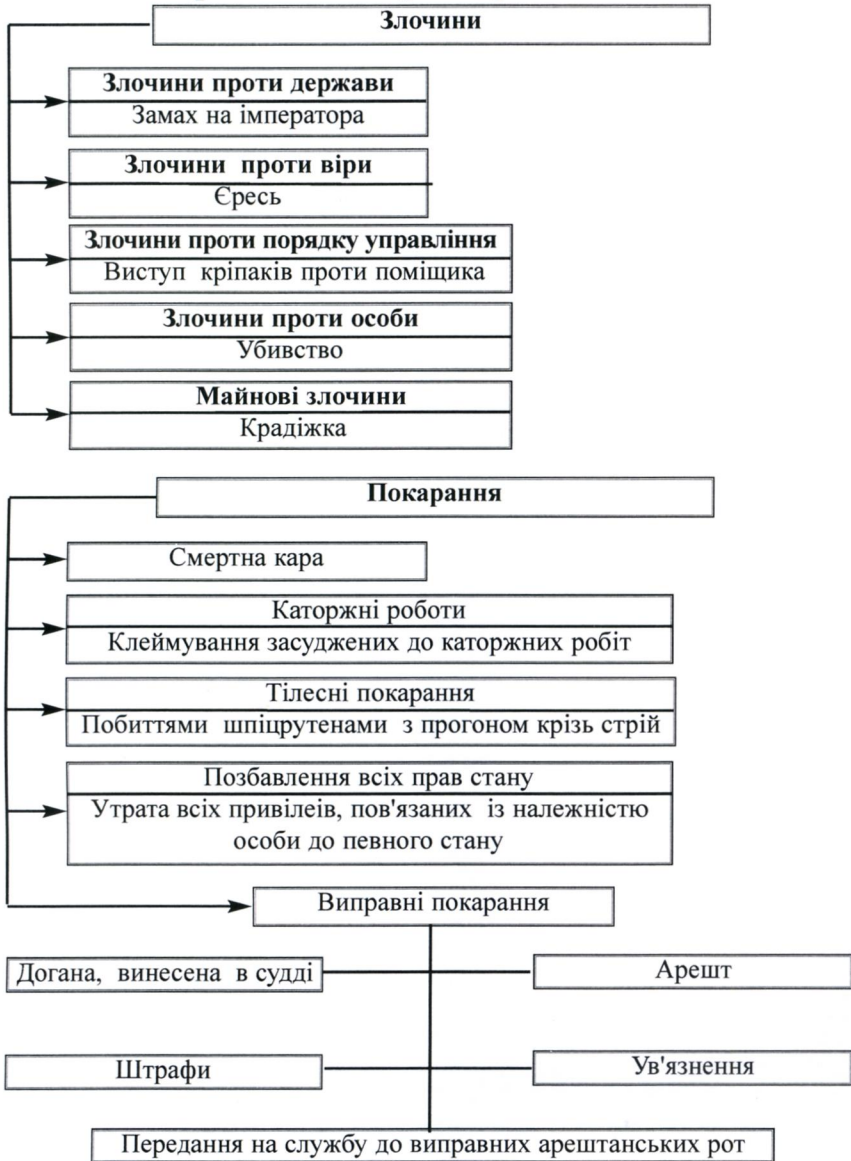 Злочини
Злочини проти держави
Замах на імператора
Злочини проти віри
Єресь
Злочини проти порядку управління
Виступ кріпаків проти поміщика
Злочини проти особи
Убивство
Майнові злочини
Крадіжка
Покарання
Смертна кара
Каторжні роботи
Клеймування засуджених до каторжних робіт
Тілесні покарання
Побиттями шпіцрутенами з прогоном крізь стрій
Позбавлення всіх прав стану
Утрата всіх привілеїв, пов'язаних із належністю
особи до певного стану
Виправні покарання
Догана, винесена в судді
Арешт
Штрафи
Ув'язнення
Передання на службу до виправних арештанських рот